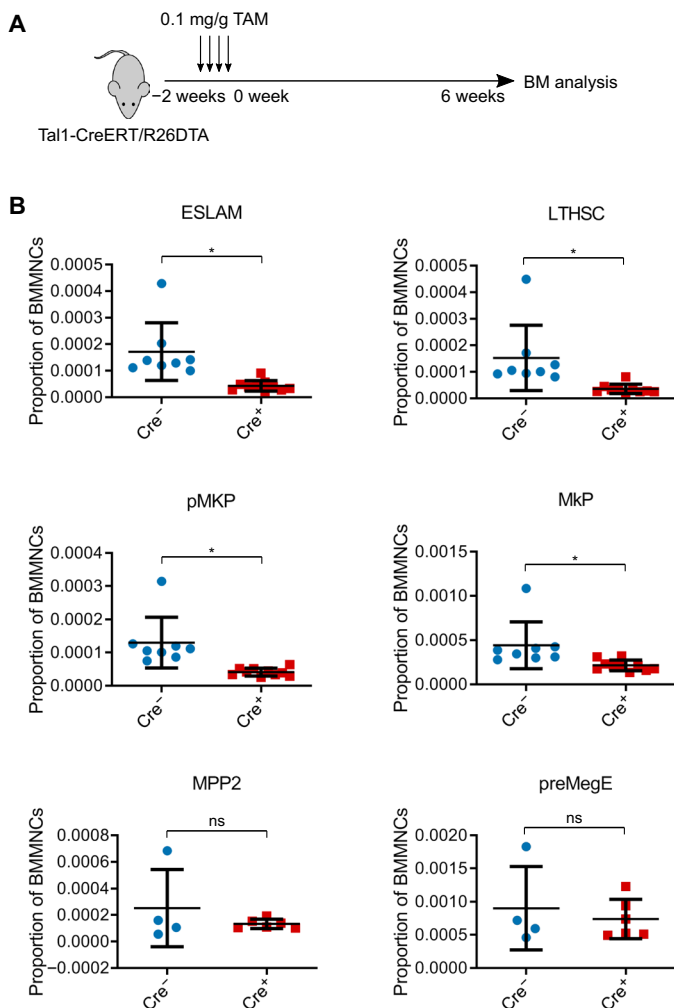 A
0.1 mg/g TAM
−2 weeks 0 week 6 weeks BM analysis
Tal1-CreERT/R26DTA
B
ESLAM
*
Proportion of BMMNCs
0.0005
0.0004
0.0003
0.0002
0.0001
0.0000
Cre−
Cre+
LTHSC
*
Proportion of BMMNCs
0.0005
0.0004
0.0003
0.0002
0.0001
0.0000
Cre−
Cre+
pMKP
*
Proportion of BMMNCs
0.0004
0.0003
0.0002
0.0001
0.0000
Cre−
Cre+
MkP
*
Proportion of BMMNCs
0.0015
0.0010
0.0005
0.0000
Cre−
Cre+
MPP2
ns
Proportion of BMMNCs
0.0008
0.0006
0.0004
0.0002
0.0000
−0.0002
Cre−
Cre+
preMegE
ns
Proportion of BMMNCs
0.0020
0.0015
0.0010
0.0005
0.0000
Cre−
Cre+